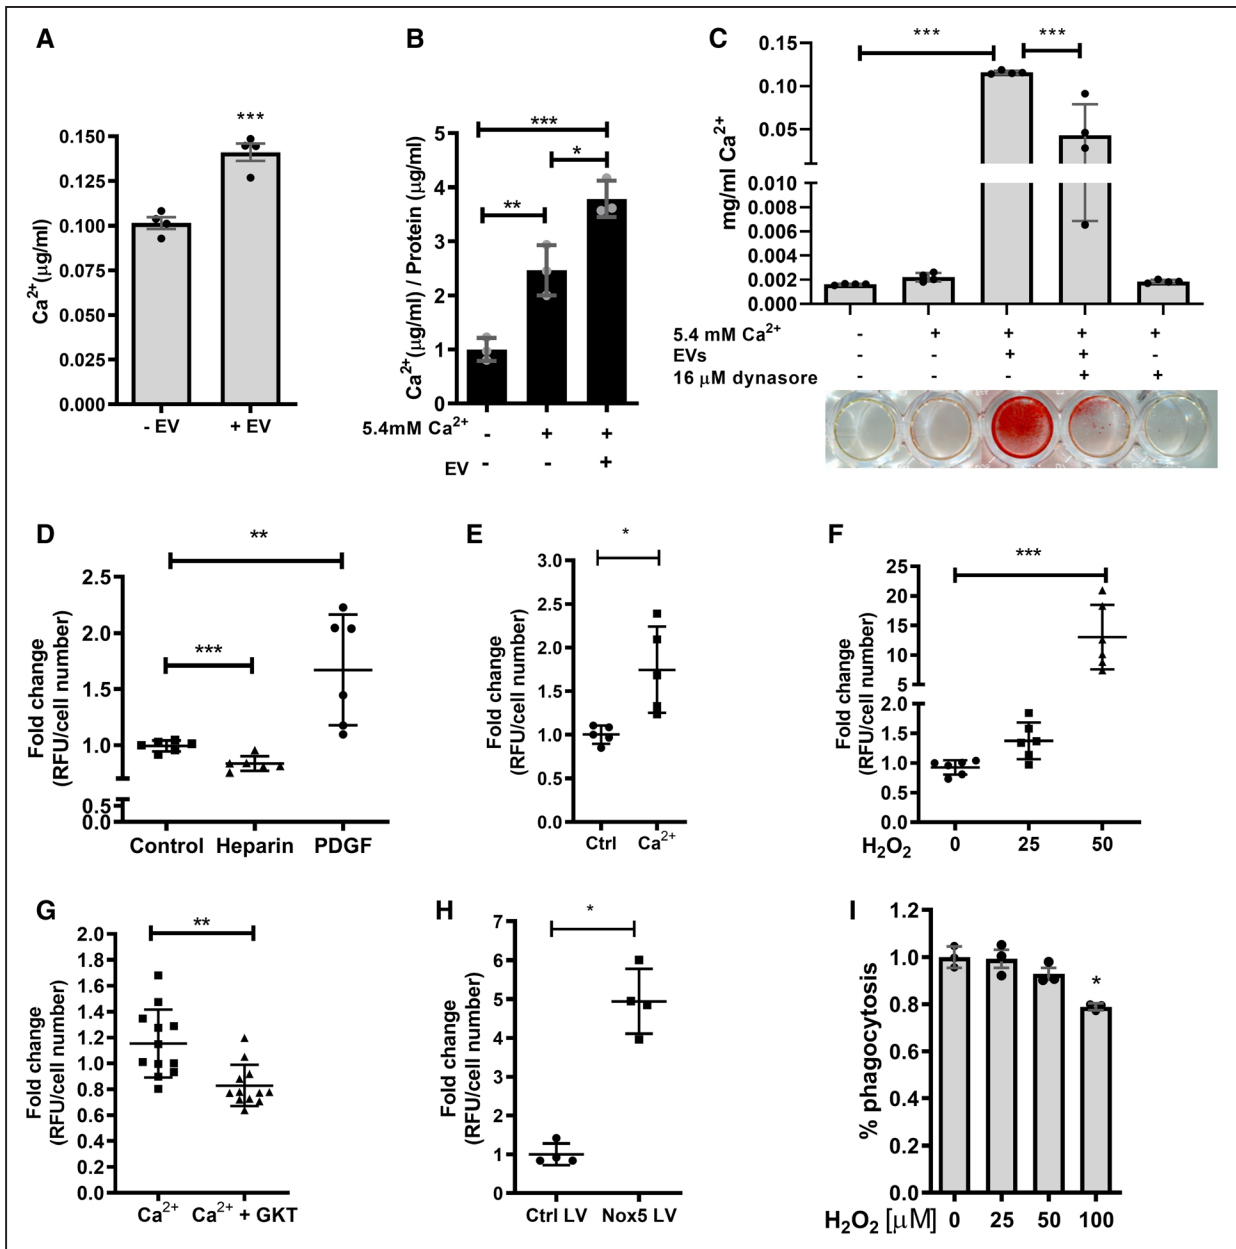 A
Ca2+(μg/ml)
0.150
0.125
0.100
0.075
0.050
0.025
0.000
***
- EV + EV
B
Ca2+(μg/ml) / Protein (μg/ml)
5
4
3
2
1
0
***
*
**
5.4mM Ca2+ - + +
EV - - +
C
mg/ml Ca2+
0.15
0.10
0.05
0.010
0.008
0.006
0.004
0.002
0.000
*** ***
5.4 mM Ca2+ - + + + +
EVs - - + + -
16 μM dynasore - - - + +
D
Fold change
(RFU/cell number)
2.5
2.0
1.5
1.0
0.5
0.0
**
***
Control Heparin PDGF
E
Fold change
(RFU/cell number)
3.0
2.5
2.0
1.5
1.0
0.5
0.0
*
Ctrl Ca2+
F
Fold change
(RFU/cell number)
25
20
15
10
5
2.0
1.5
1.0
0.5
0.0
***
H2O2 0 25 50
G
Fold change
(RFU/cell number)
2.0
1.8
1.6
1.4
1.2
1.0
0.8
0.6
0.4
0.2
0.0
**
Ca2+ Ca2+ + GKT
H
Fold change
(RFU/cell number)
7
6
5
4
3
2
1
0
*
Ctrl LV Nox5 LV
I
% phagocytosis
1.2
1.0
0.8
0.6
0.4
0.2
0.0
*
H2O2 [μM] 0 25 50 100